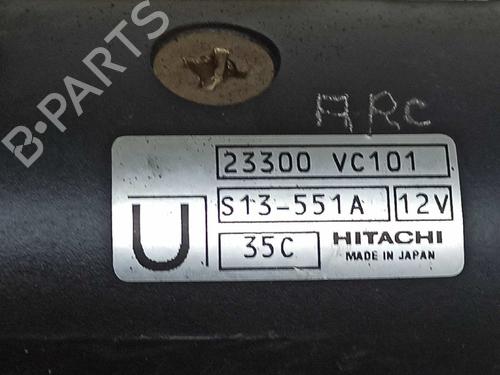 B-PARTS
ARC
23300 VC101
S13-551A 12V
U
35C HITACHI
MADE IN JAPAN